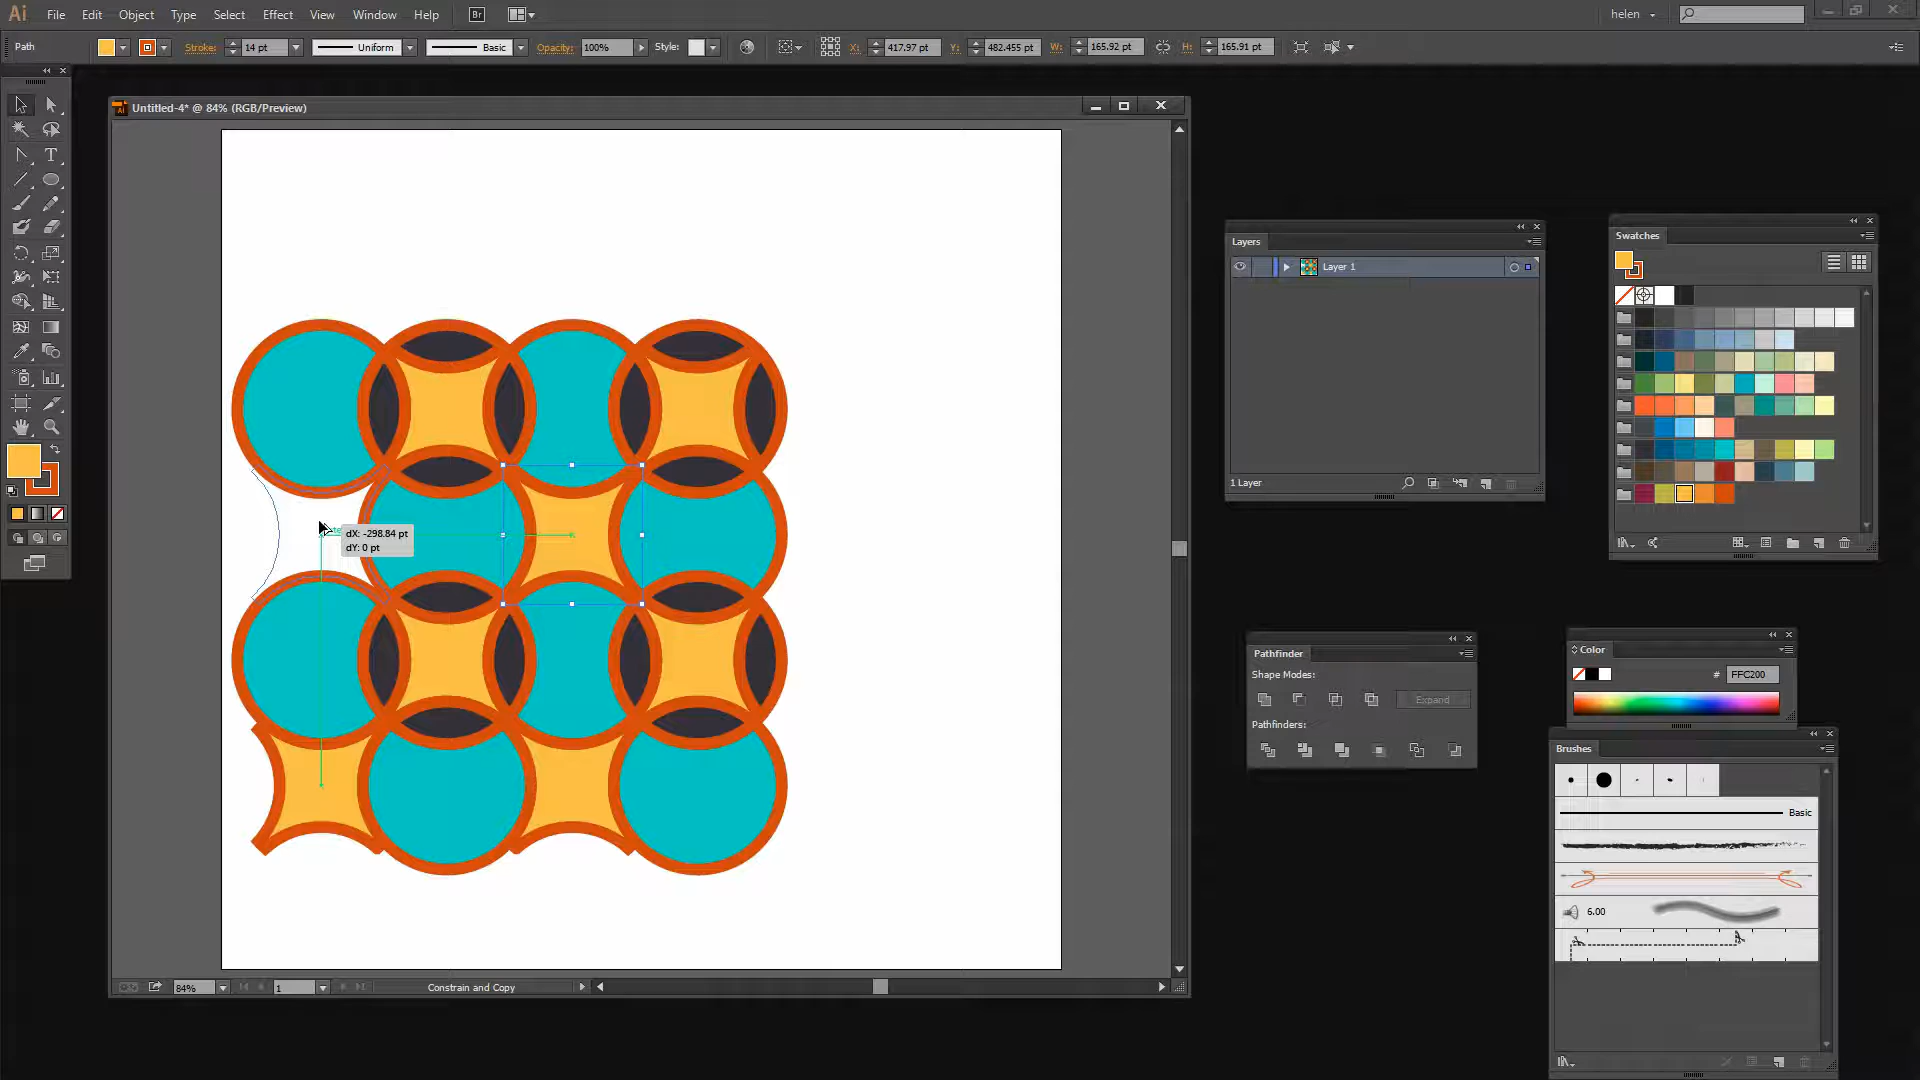 Ai File Edit Object Type Select Effect View Window Help Br helen
Path Stroke: 14 pt Uniform Basic Opacity: 100% Style: X: 417.97 pt Y: 482.455 pt W: 165.92 pt H: 165.91 pt
Untitled-4* @ 84% (RGB/Preview)
dX: -298.84 pt
dY: 0 pt
84% 1 Constrain and Copy
Layers
Layer 1
1 Layer
Swatches
Pathfinder
Shape Modes:
Expand
Pathfinders:
Color
# FFC200
Brushes
Basic
6.00